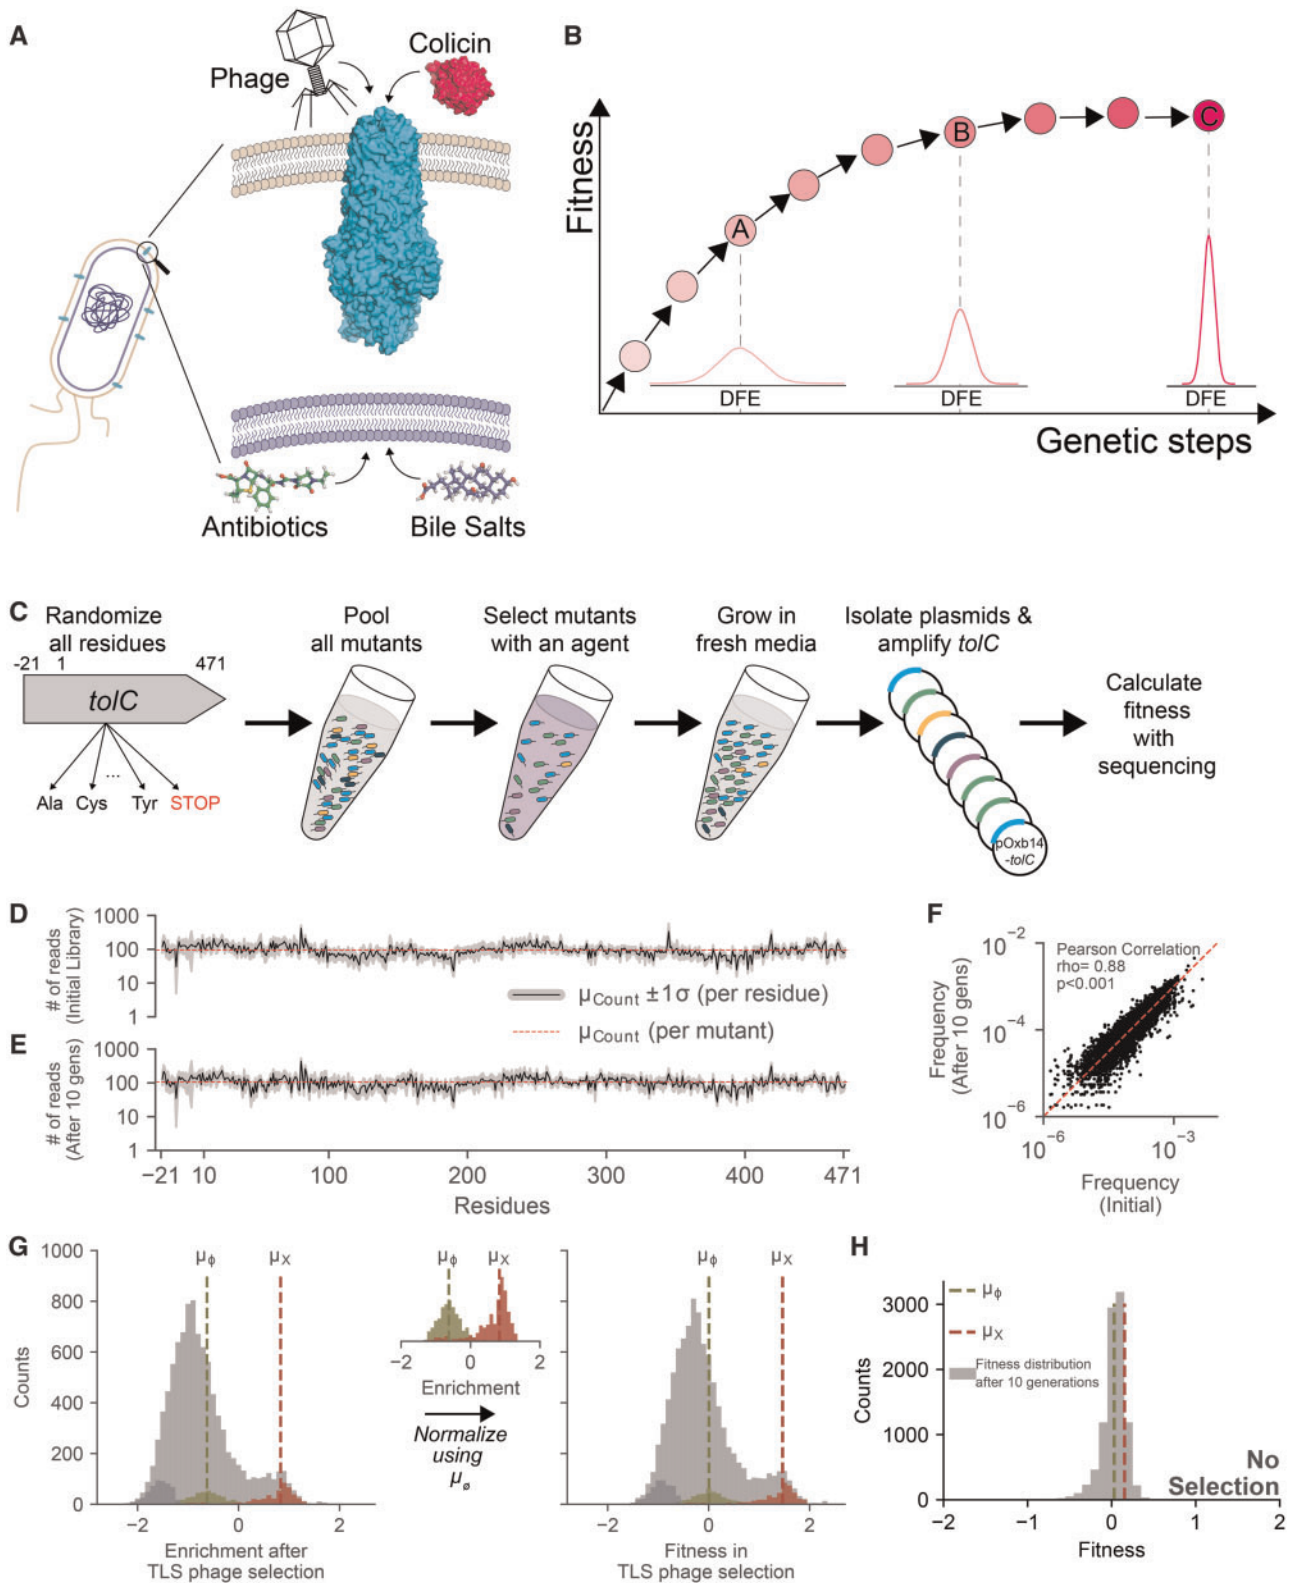 A
Phage
Colicin
Antibiotics
Bile Salts
B
Fitness
A
B
C
DFE
DFE
DFE
Genetic steps
C
Randomize
all residues
-21
1
471
tolC
...
Ala
Cys
Tyr
STOP
Pool
all mutants
Select mutants
with an agent
Grow in
fresh media
Isolate plasmids &
amplify tolC
pOxb14
-tolC
Calculate
fitness
with
sequencing
D
# of reads
(Initial Library)
1000
100
10
1
μCount ±1σ (per residue)
μCount (per mutant)
E
# of reads
(After 10 gens)
1000
100
10
1
−21
10
100
200
300
400
471
Residues
F
Frequency
(After 10 gens)
10⁻²
10⁻⁴
10⁻⁶
Pearson Correlation
rho= 0.88
p<0.001
10⁻⁶
10⁻³
Frequency
(Initial)
G
Counts
1000
800
600
400
200
0
μϕ
μX
−2
0
2
Enrichment after
TLS phage selection
μϕ
μX
−2
0
2
Enrichment
Normalize
using
μø
μϕ
μX
−2
0
2
Fitness in
TLS phage selection
H
Counts
3000
2000
1000
0
μϕ
μX
Fitness distribution
after 10 generations
No
Selection
−2
−1
0
1
2
Fitness